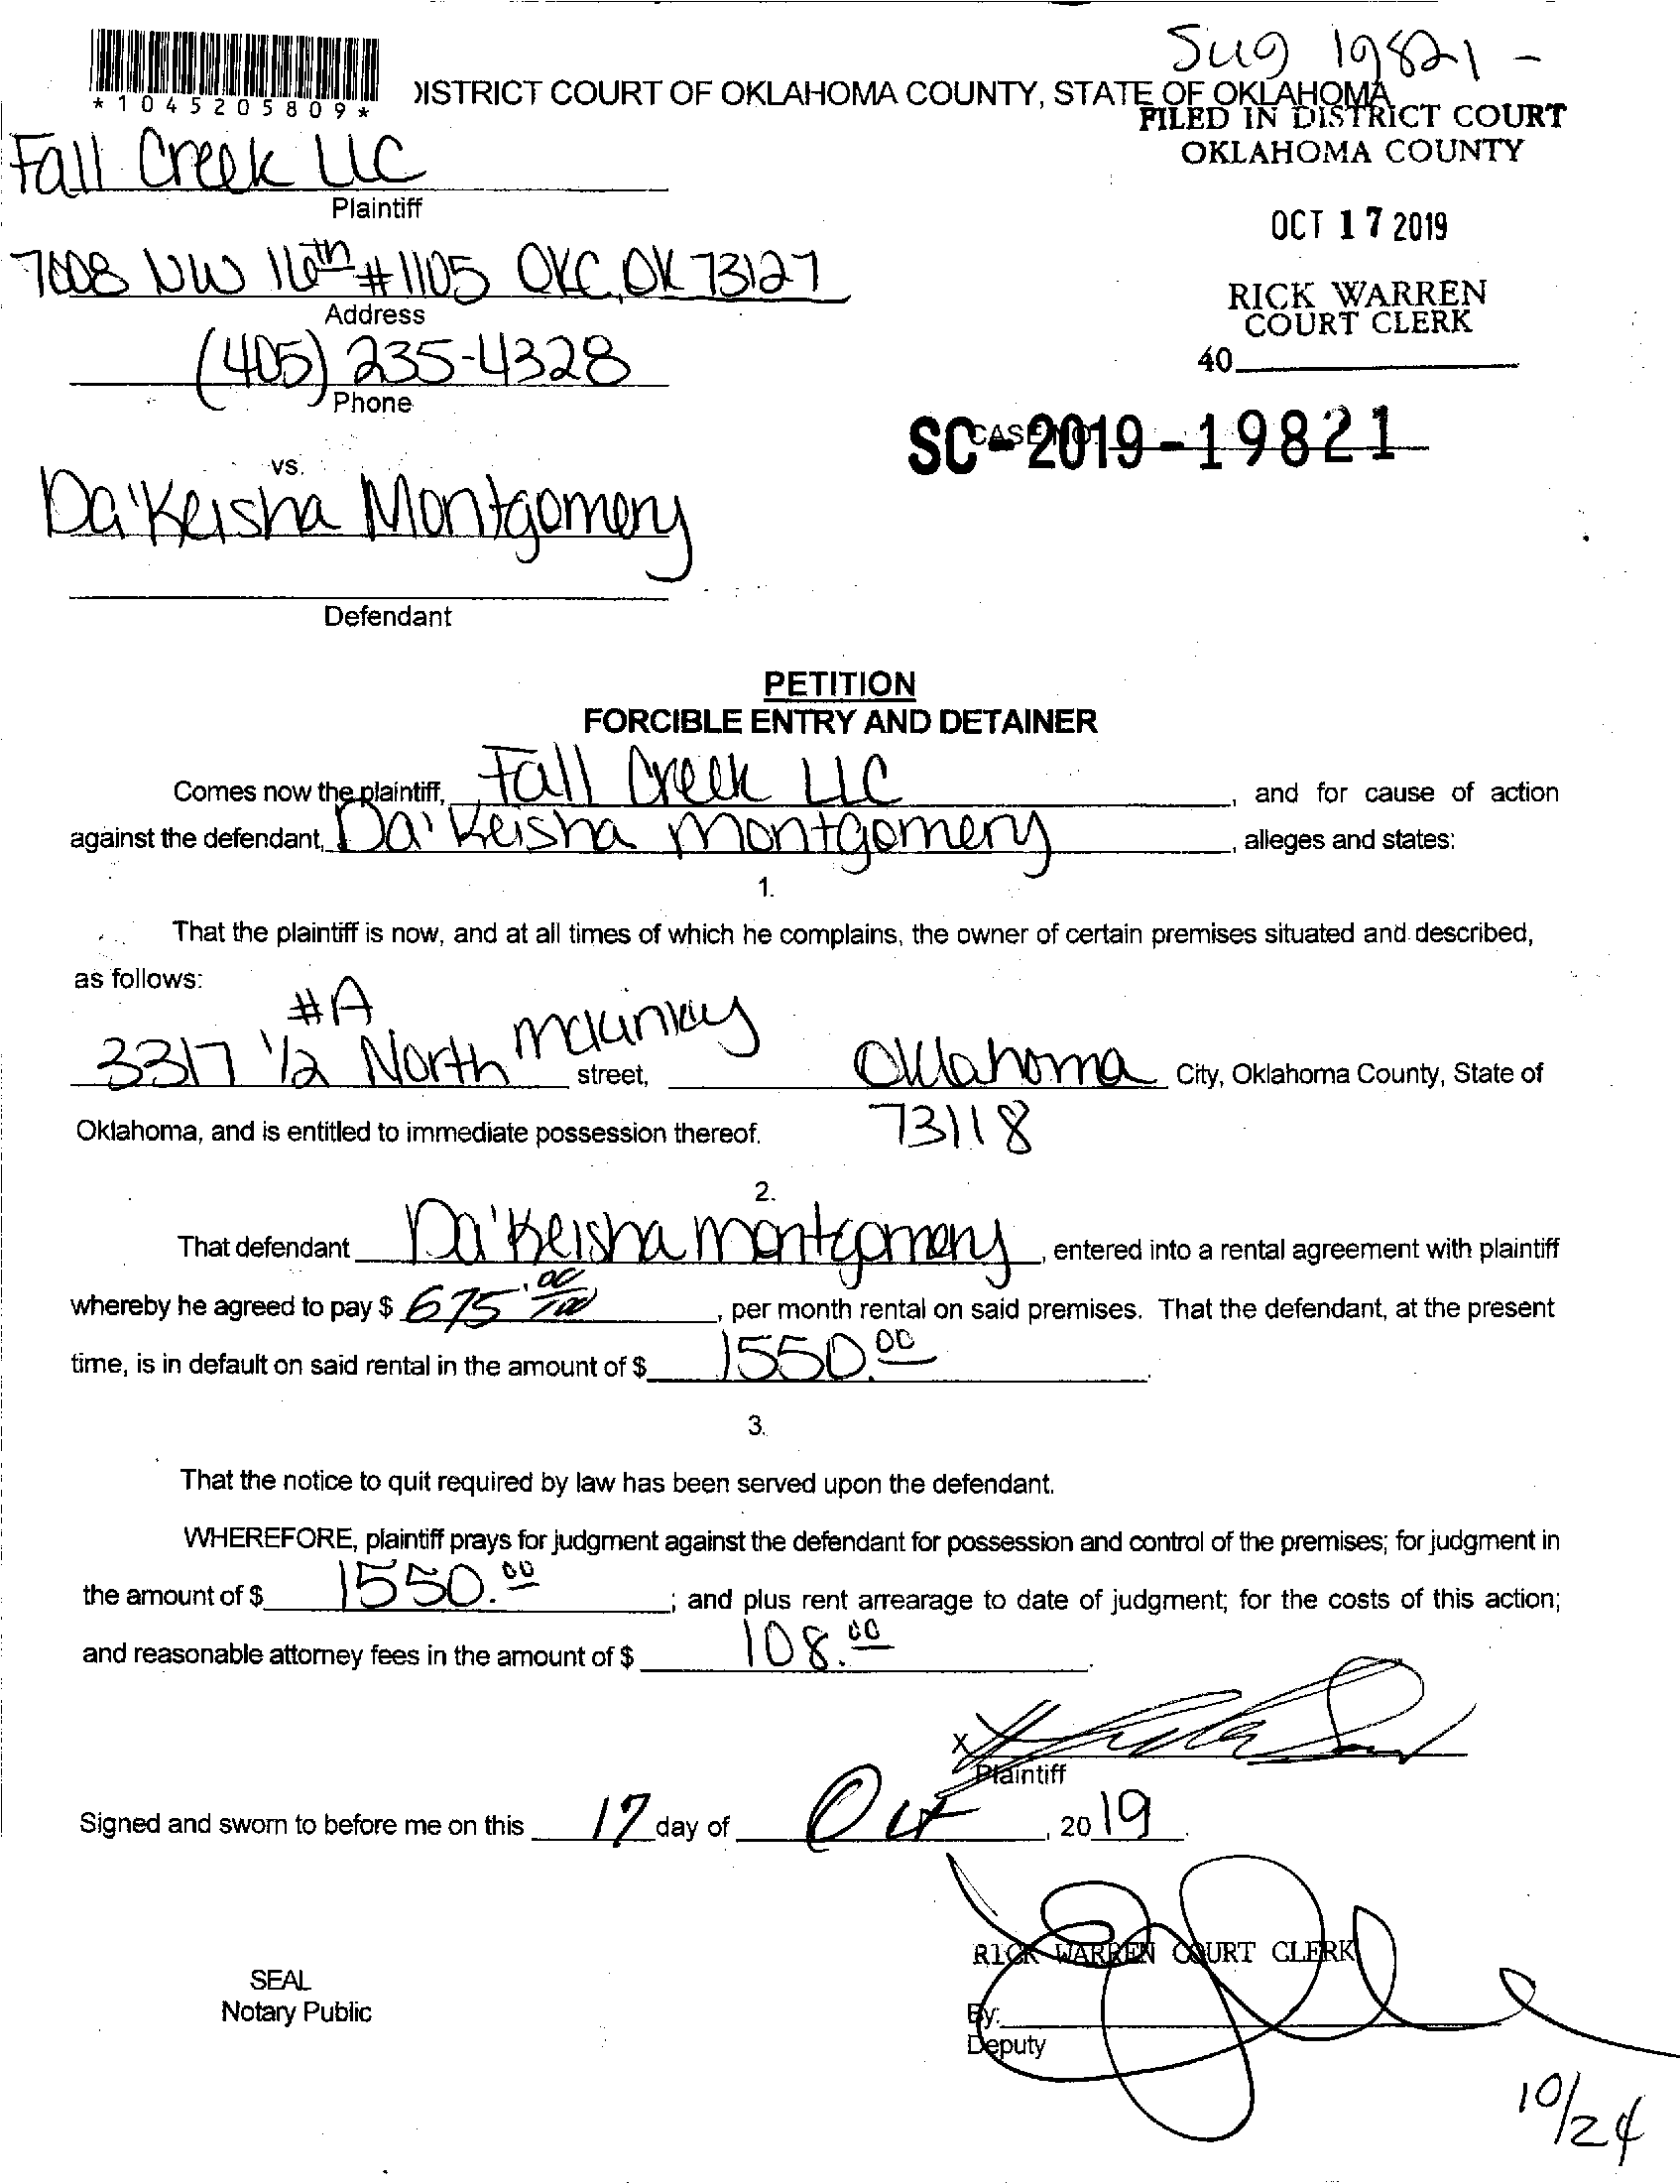 SC19 19821 -
*1045205809*
DISTRICT COURT OF OKLAHOMA COUNTY, STATE OF OKLAHOMA
FILED IN DISTRICT COURT
OKLAHOMA COUNTY
Fall Creek LLC
Plaintiff
OCT 17 2019
7608 NW 16th #1105 OKC, OK 73127
Address
RICK WARREN
COURT CLERK
(405) 235-4328
Phone
40
CASE NO.
SC-2019-19821
vs.
Da'Keisha Montgomery
Defendant
PETITION
FORCIBLE ENTRY AND DETAINER
Comes now the plaintiff, Fall Creek LLC, and for cause of action
against the defendant, Da'Keisha Montgomery, alleges and states:
1.
That the plaintiff is now, and at all times of which he complains, the owner of certain premises situated and described,
as follows:
#A
3317 1/2 North Mckinley street, Oklahoma City, Oklahoma County, State of
Oklahoma, and is entitled to immediate possession thereof. 73118
2.
That defendant Da'Keisha Montgomery, entered into a rental agreement with plaintiff
whereby he agreed to pay $ 675.00/100, per month rental on said premises. That the defendant, at the present
time, is in default on said rental in the amount of $ 1550.00.
3.
That the notice to quit required by law has been served upon the defendant.
WHEREFORE, plaintiff prays for judgment against the defendant for possession and control of the premises; for judgment in
the amount of $ 1550.00; and plus rent arrearage to date of judgment; for the costs of this action;
and reasonable attorney fees in the amount of $ 108.00.
X
Plaintiff
Signed and sworn to before me on this 17 day of Oct, 2019.
RICK WARREN COURT CLERK
SEAL
Notary Public
By:
Deputy
10/24